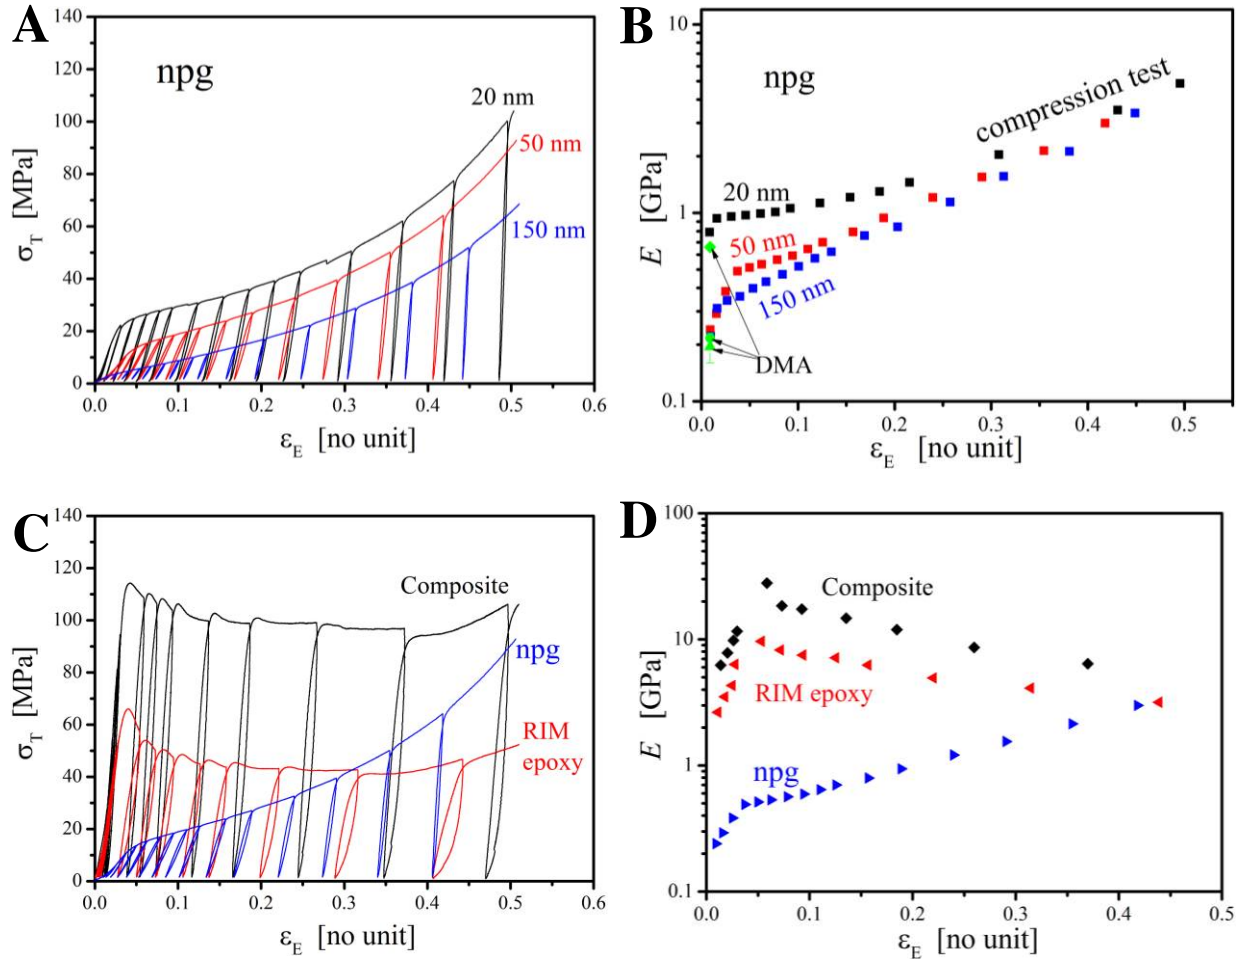 A
npg
140
120
100
80
60
40
20
0
σT [MPa]
20 nm
50 nm
150 nm
0.0 0.1 0.2 0.3 0.4 0.5 0.6
εE [no unit]
B
npg
compression test
10
1
0.1
E [GPa]
20 nm
50 nm
150 nm
DMA
0.0 0.1 0.2 0.3 0.4 0.5
εE [no unit]
C
140
120
100
80
60
40
20
0
σT [MPa]
Composite
npg
RIM
epoxy
0.0 0.1 0.2 0.3 0.4 0.5 0.6
εE [no unit]
D
100
10
1
0.1
E [GPa]
Composite
RIM epoxy
npg
0.0 0.1 0.2 0.3 0.4 0.5
εE [no unit]